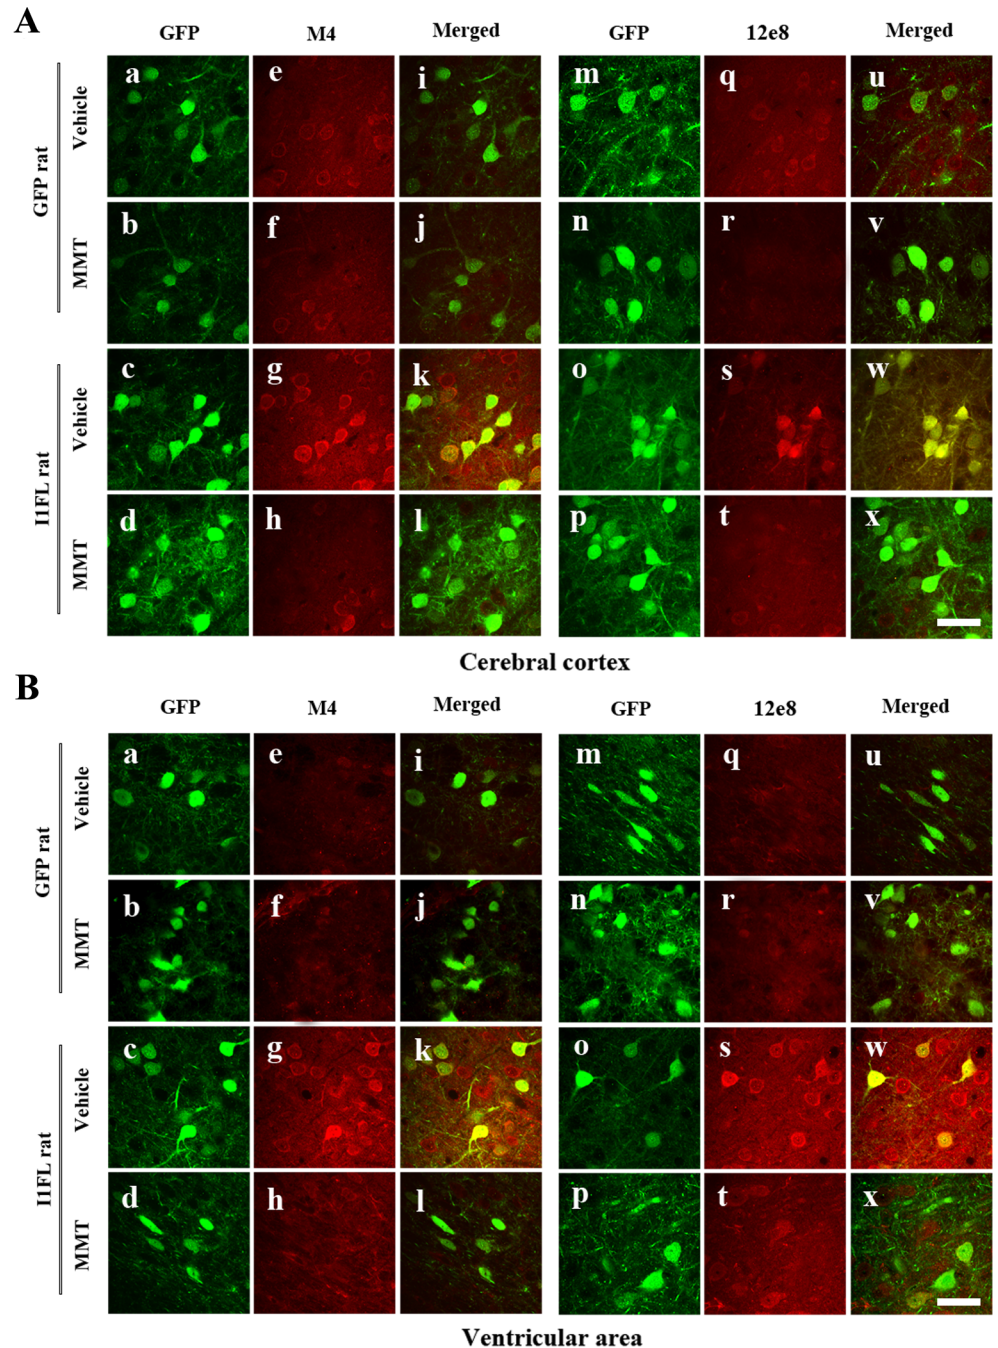 A
GFP M4 Merged GFP 12e8 Merged
GFP rat
Vehicle
a e i m q u
MMT
b f j n r v
I1FL rat
Vehicle
c g k o s w
MMT
d h l p t x
Cerebral cortex
B
GFP M4 Merged GFP 12e8 Merged
GFP rat
Vehicle
a e i m q u
MMT
b f j n r v
I1FL rat
Vehicle
c g k o s w
MMT
d h l p t x
Ventricular area